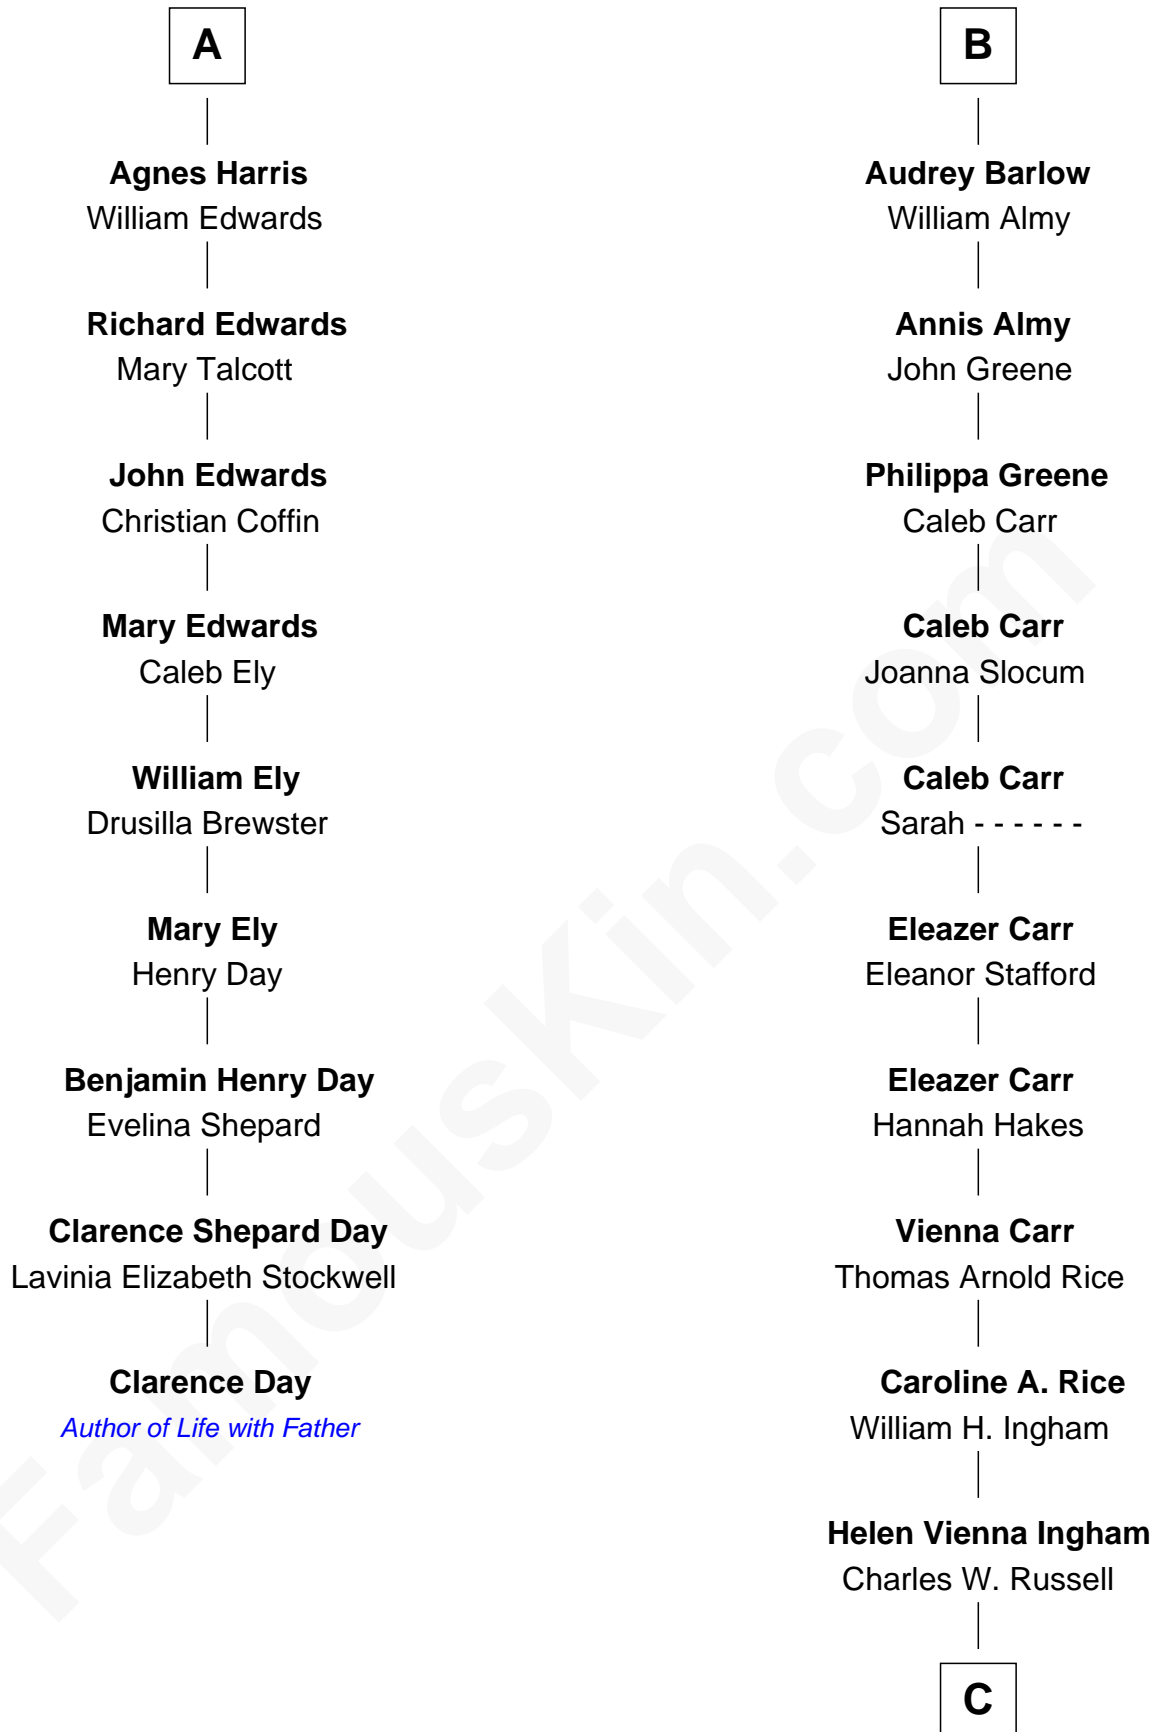 A
Agnes Harris
William Edwards
Richard Edwards
Mary Talcott
John Edwards
Christian Coffin
Mary Edwards
Caleb Ely
William Ely
Drusilla Brewster
Mary Ely
Henry Day
Benjamin Henry Day
Evelina Shepard
Clarence Shepard Day
Lavinia Elizabeth Stockwell
Clarence Day
Author of Life with Father
B
Audrey Barlow
William Almy
Annis Almy
John Greene
Philippa Greene
Caleb Carr
Caleb Carr
Joanna Slocum
Caleb Carr
Sarah - - - - - -
Eleazer Carr
Eleanor Stafford
Eleazer Carr
Hannah Hakes
Vienna Carr
Thomas Arnold Rice
Caroline A. Rice
William H. Ingham
Helen Vienna Ingham
Charles W. Russell
C
FamousKin.com